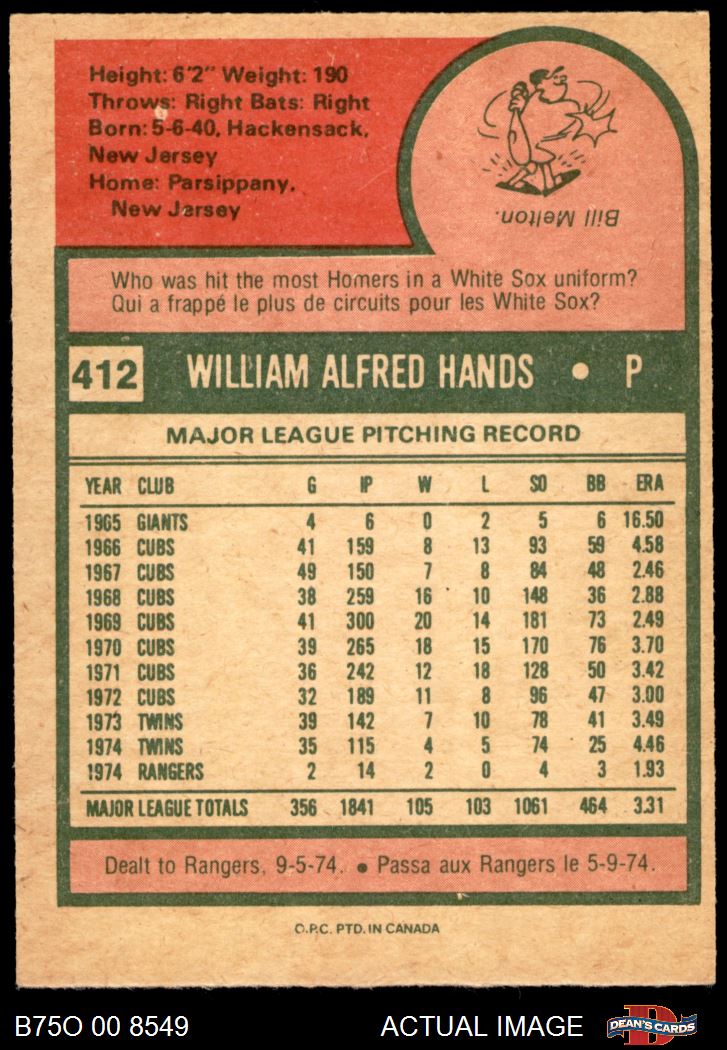 Height: 6'2" Weight: 190
Throws: Right Bats: Right
Born: 5-6-40, Hackensack,
New Jersey
Home: Parsippany,
New Jersey
Bill Melton.
Who was hit the most Homers in a White Sox uniform?
Qui a frappé le plus de circuits pour les White Sox?
412 WILLIAM ALFRED HANDS • P
MAJOR LEAGUE PITCHING RECORD
YEAR CLUB G IP W L SO BB ERA
1965 GIANTS 4 6 0 2 5 6 16.50
1966 CUBS 41 159 8 13 93 59 4.58
1967 CUBS 49 150 7 8 84 48 2.46
1968 CUBS 38 259 16 10 148 36 2.88
1969 CUBS 41 300 20 14 181 73 2.49
1970 CUBS 39 265 18 15 170 76 3.70
1971 CUBS 36 242 12 18 128 50 3.42
1972 CUBS 32 189 11 8 96 47 3.00
1973 TWINS 39 142 7 10 78 41 3.49
1974 TWINS 35 115 4 5 74 25 4.46
1974 RANGERS 2 14 2 0 4 3 1.93
MAJOR LEAGUE TOTALS 356 1841 105 103 1061 464 3.31
Dealt to Rangers, 9-5-74. • Passa aux Rangers le 5-9-74.
O.P.C. PTD. IN CANADA
B75O 00 8549 ACTUAL IMAGE DEAN'S CARDS